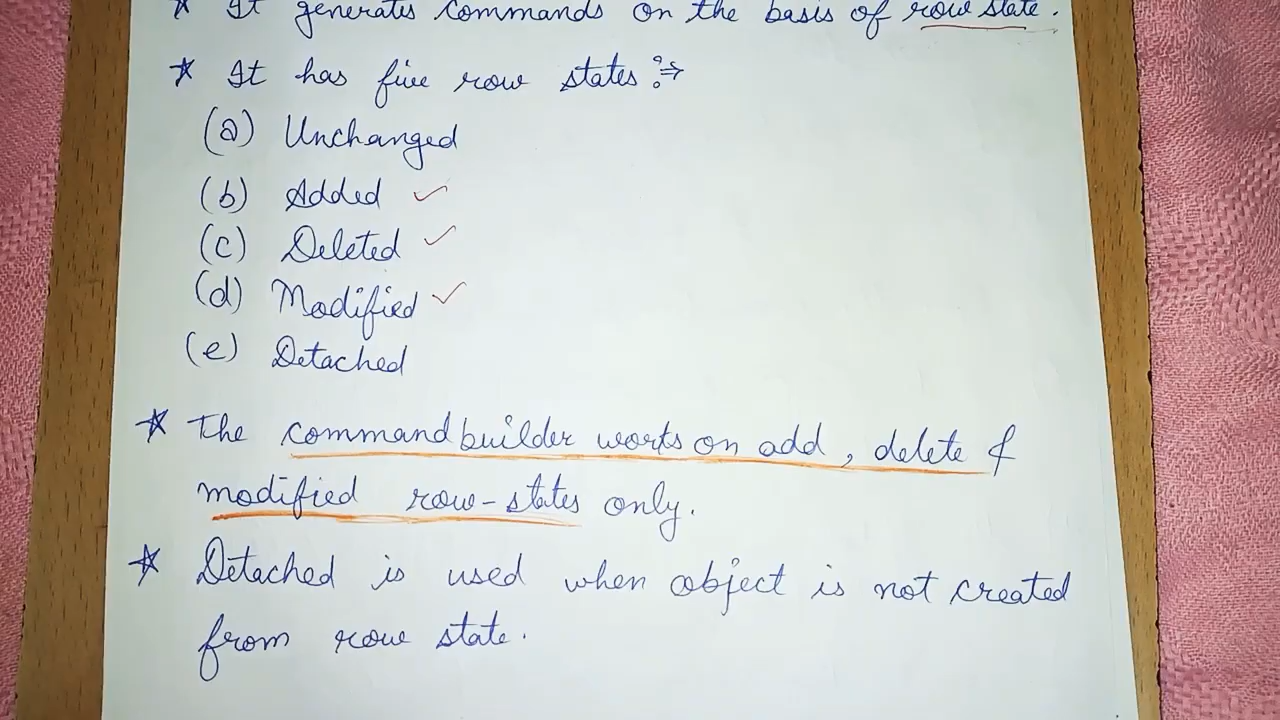 * It generates commands on the basis of row state.
* It has five row states :⇒
(a) Unchanged
(b) Added ✓
(c) Deleted ✓
(d) Modified ✓
(e) Detached
* The commandbuilder works on add, delete &
modified row-states only.
* Detached is used when object is not created
from row state.